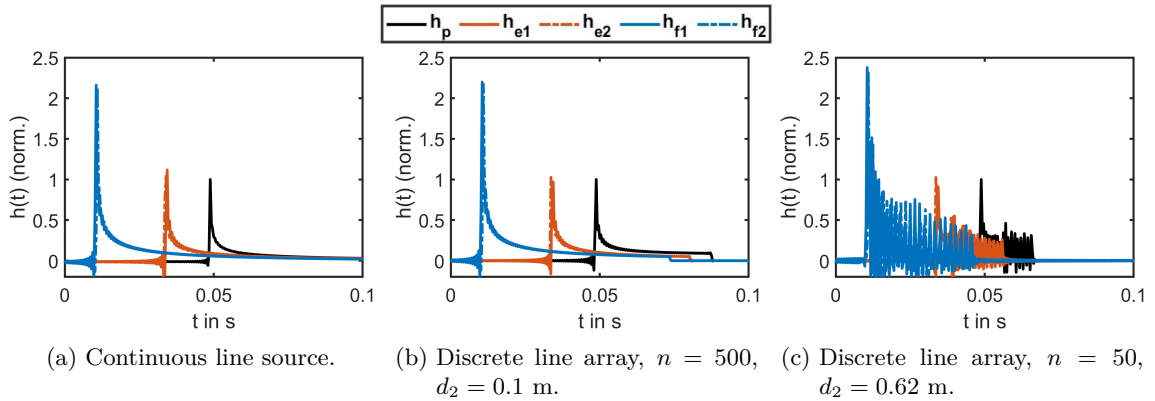 h_p h_e1 h_e2 h_f1 h_f2
2.5
2
1.5
1
0.5
0
h(t) (norm.)
0 0.05 0.1
t in s
(a) Continuous line source.
2.5
2
1.5
1
0.5
0
h(t) (norm.)
0 0.05 0.1
t in s
(b) Discrete line array, n = 500,
d_2 = 0.1 m.
2.5
2
1.5
1
0.5
0
h(t) (norm.)
0 0.05 0.1
t in s
(c) Discrete line array, n = 50,
d_2 = 0.62 m.